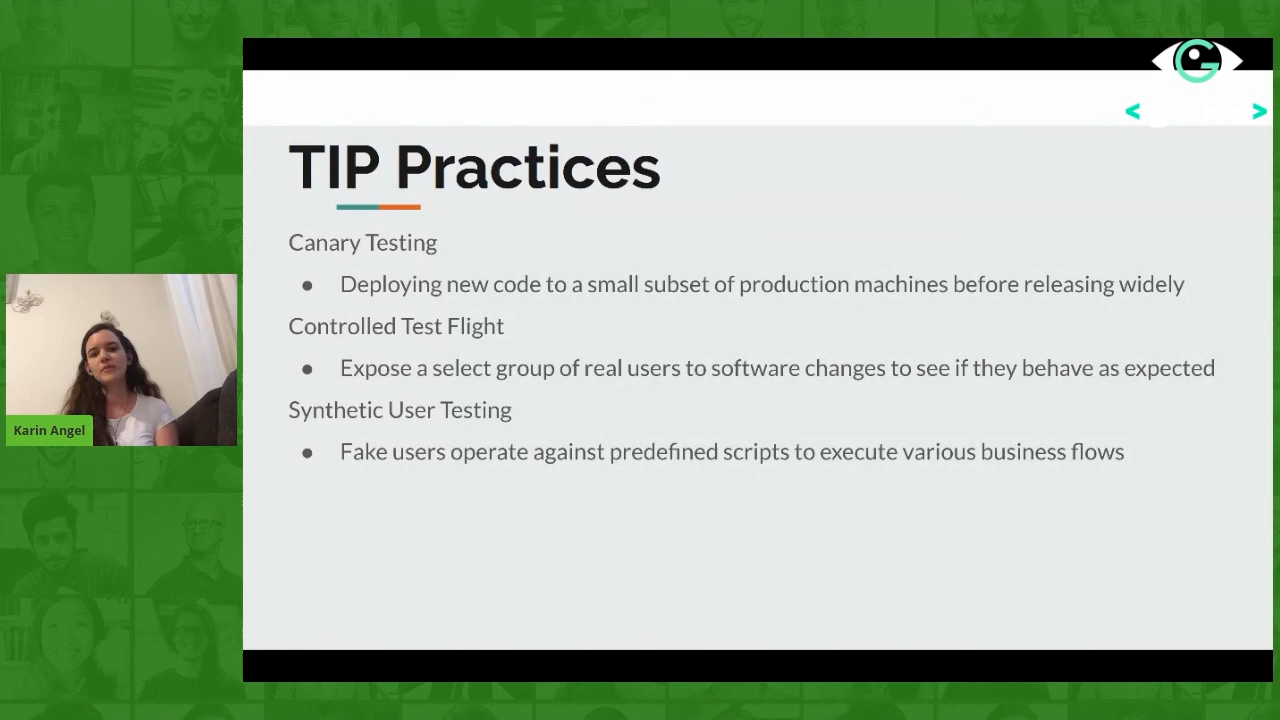 TIP Practices
Canary Testing
● Deploying new code to a small subset of production machines before releasing widely
Controlled Test Flight
● Expose a select group of real users to software changes to see if they behave as expected
Synthetic User Testing
● Fake users operate against predefined scripts to execute various business flows
Karin Angel
< >